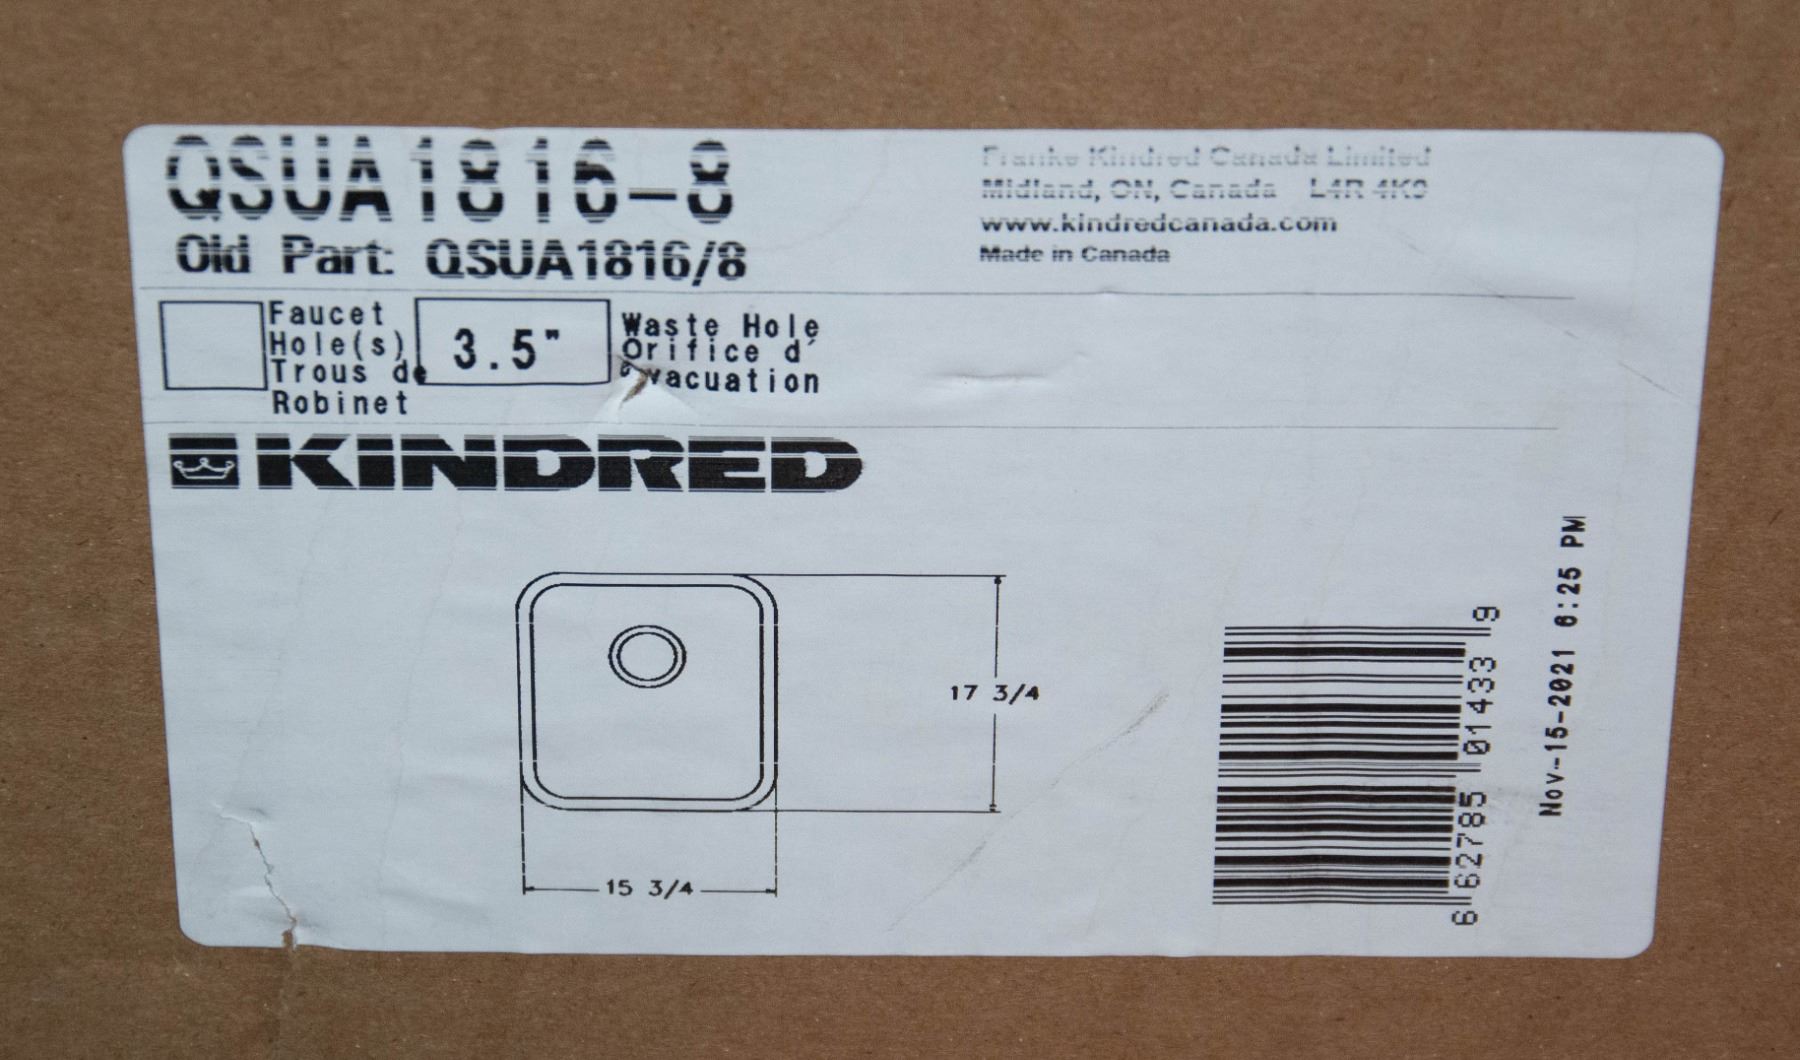 QSUA1816-8
Old Part: QSUA1816/8
Franke Kindred Canada Limited
Midland, ON, Canada L4R 4K9
www.kindredcanada.com
Made in Canada
Faucet
Hole(s)
Trous de
Robinet
3.5"
Waste Hole
Orifice d'
évacuation
KINDRED
17 3/4
15 3/4
6 62785 01433 9
Nov-15-2021 6:25 PM